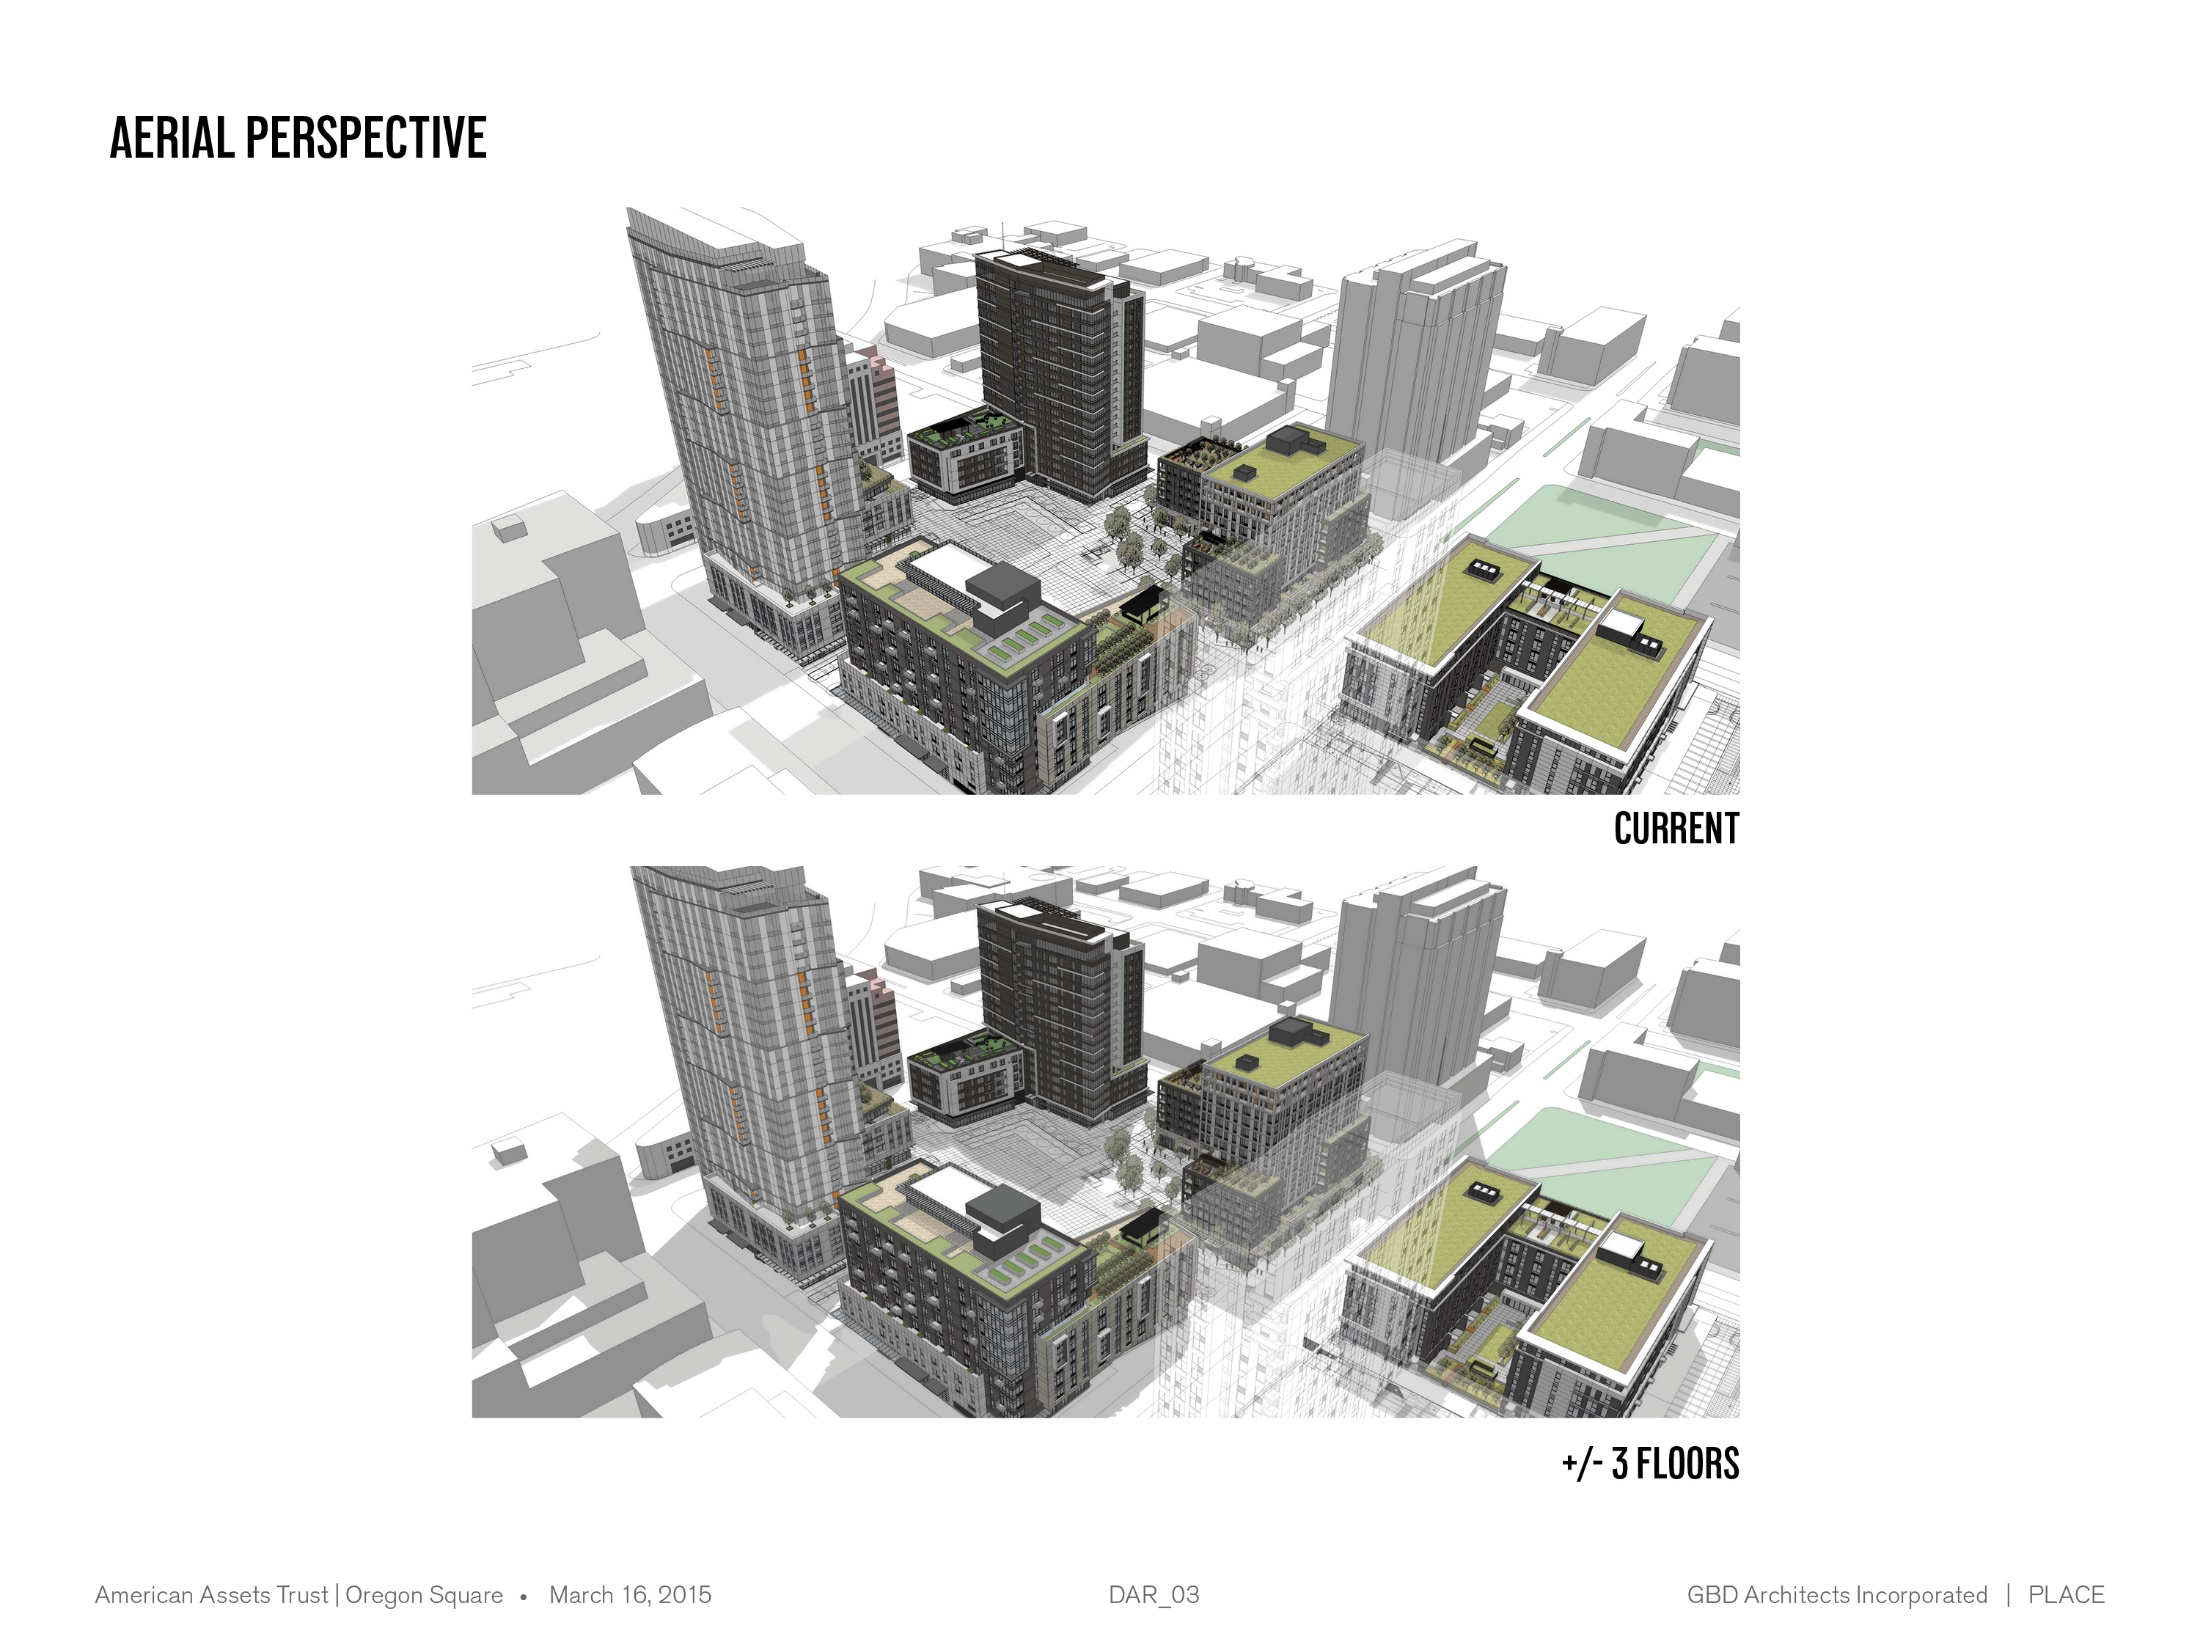 AERIAL PERSPECTIVE
CURRENT
+/- 3 FLOORS
American Assets Trust | Oregon Square • March 16, 2015
DAR_03
GBD Architects Incorporated | PLACE